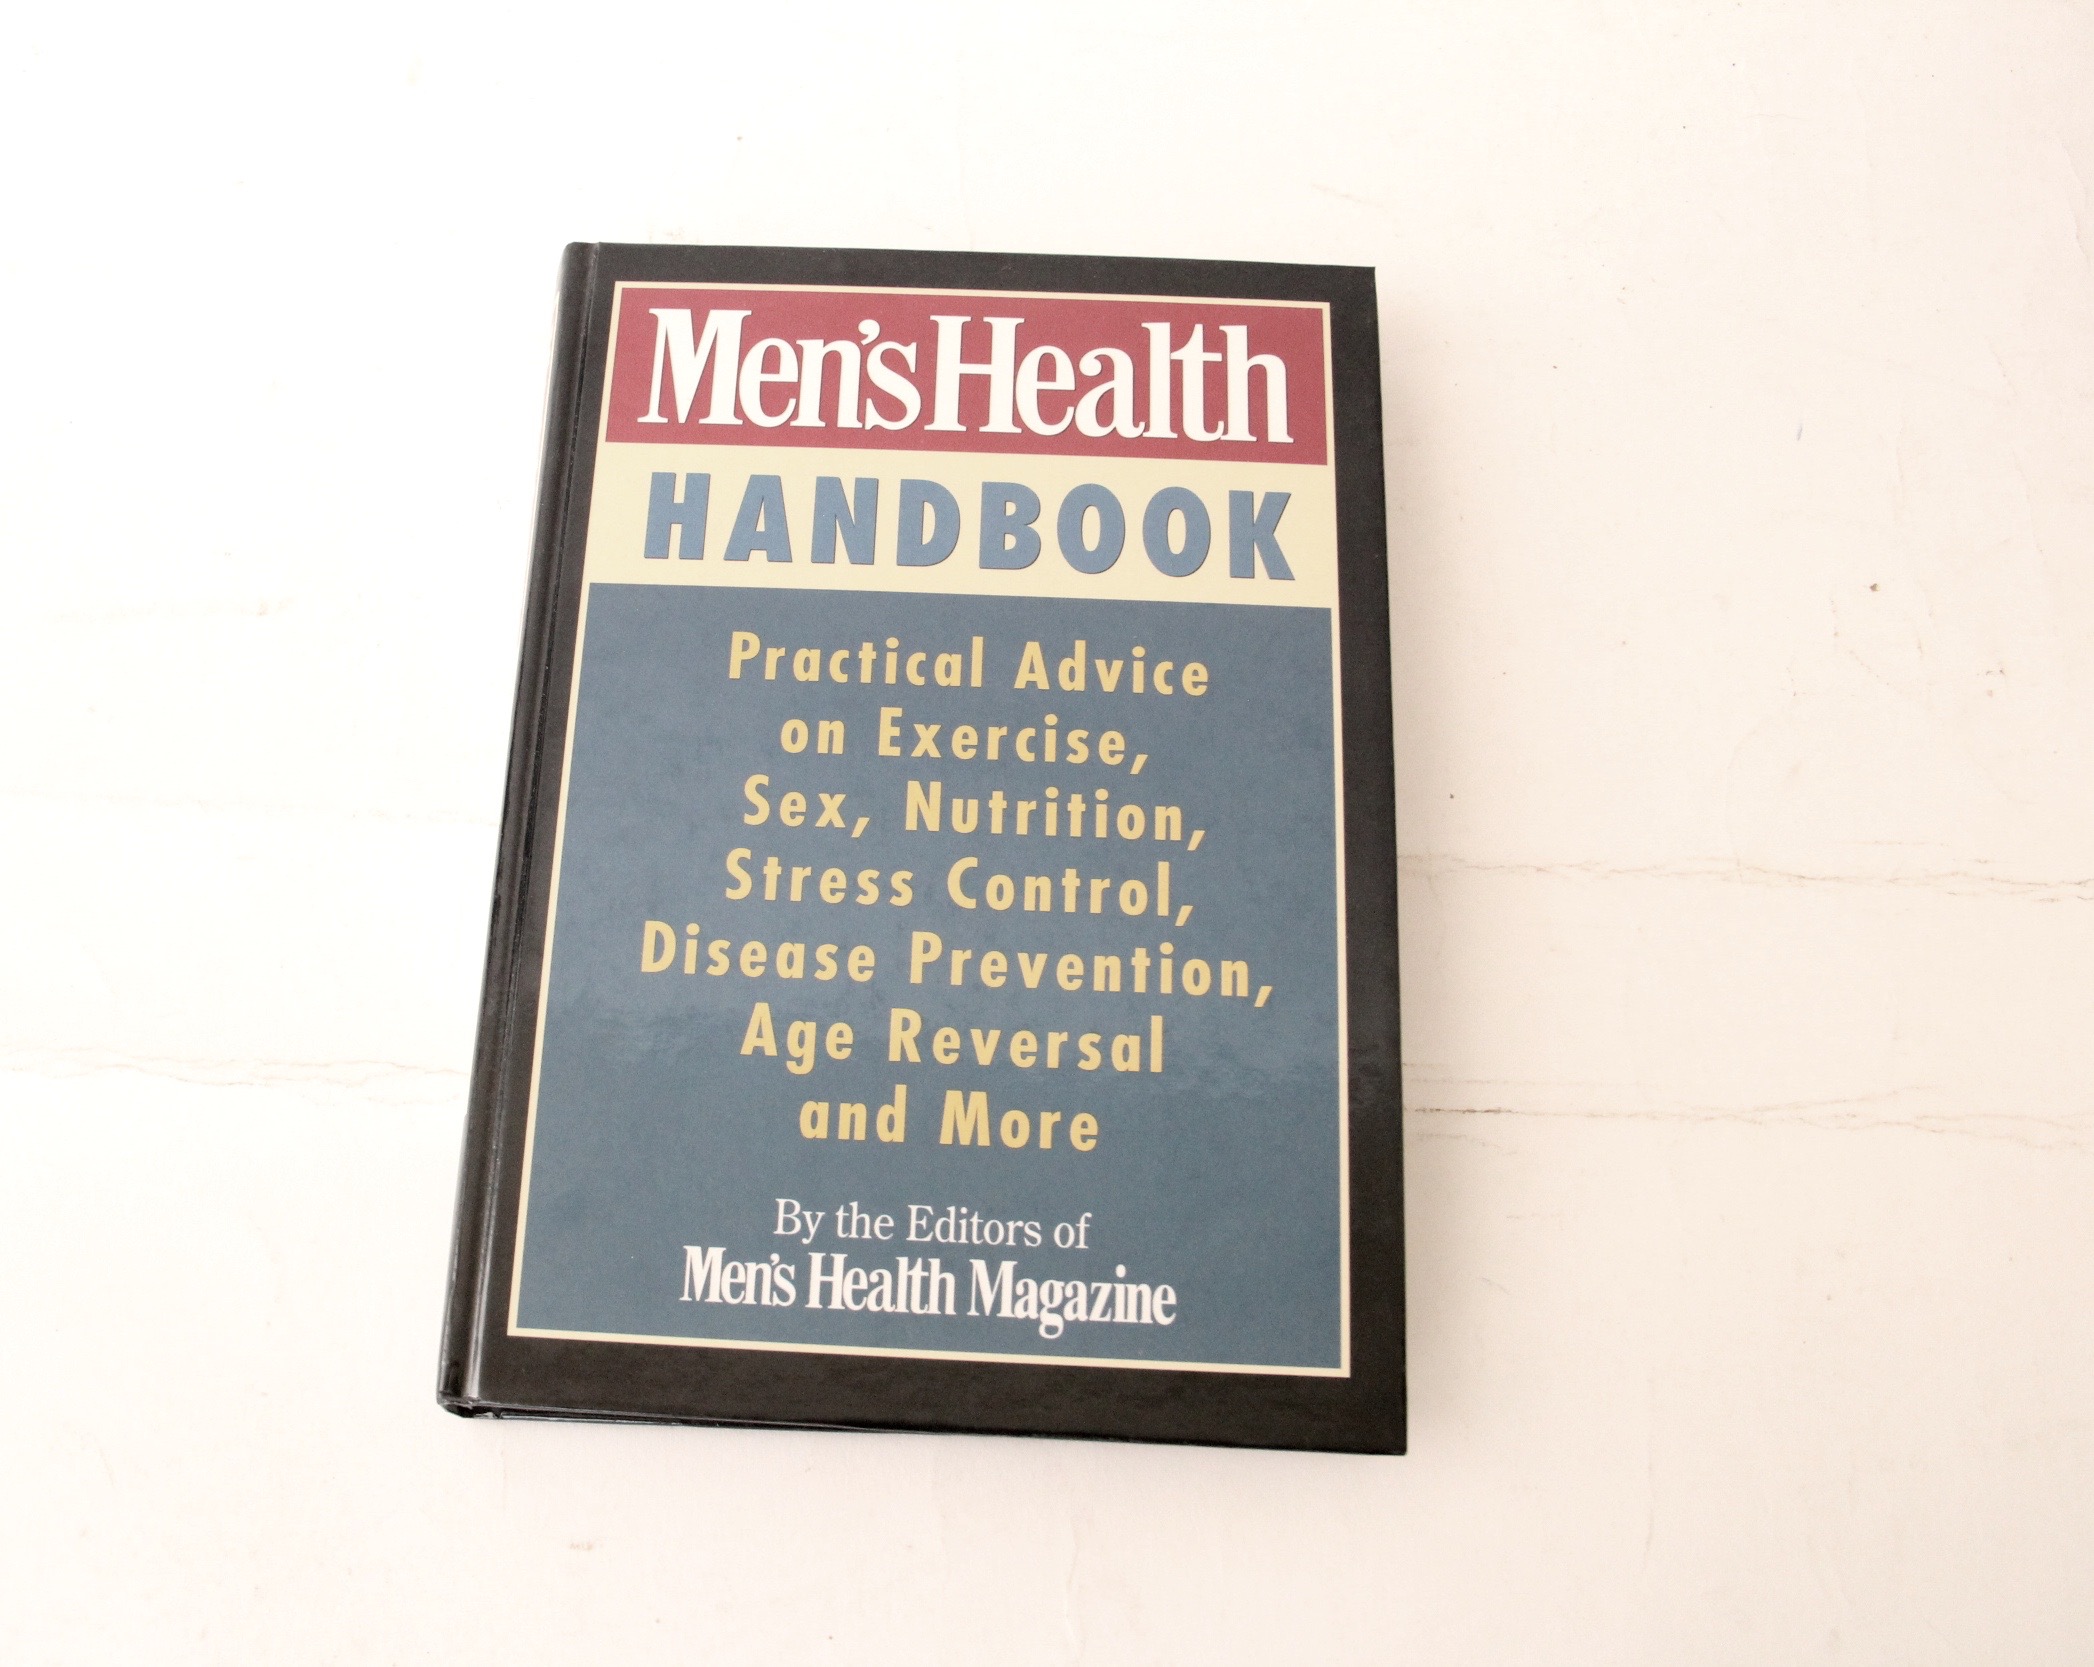 Men's Health
HANDBOOK
Practical Advice
on Exercise,
Sex, Nutrition,
Stress Control,
Disease Prevention,
Age Reversal
and More
By the Editors of
Men's Health Magazine